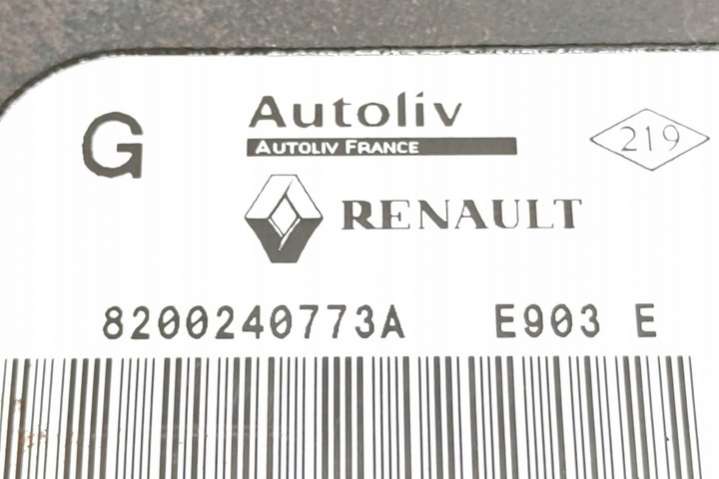 G
Autoliv
AUTOLIV FRANCE
219
RENAULT
8200240773A E903 E